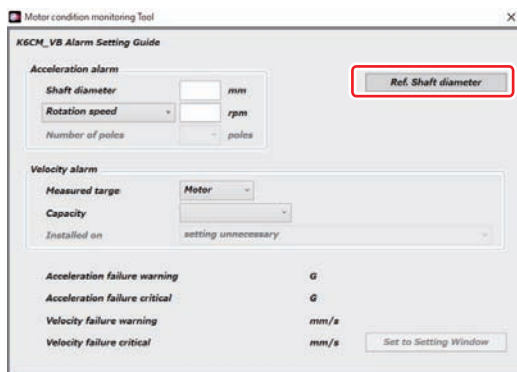 Motor condition monitoring Tool
K6CM_VB Alarm Setting Guide
Acceleration alarm
Ref. Shaft diameter
Shaft diameter mm
Rotation speed rpm
Number of poles poles
Velocity alarm
Measured targe Motor
Capacity
Installed on setting unnecessary
Acceleration failure warning G
Acceleration failure critical G
Velocity failure warning mm/s
Velocity failure critical mm/s Set to Setting Window